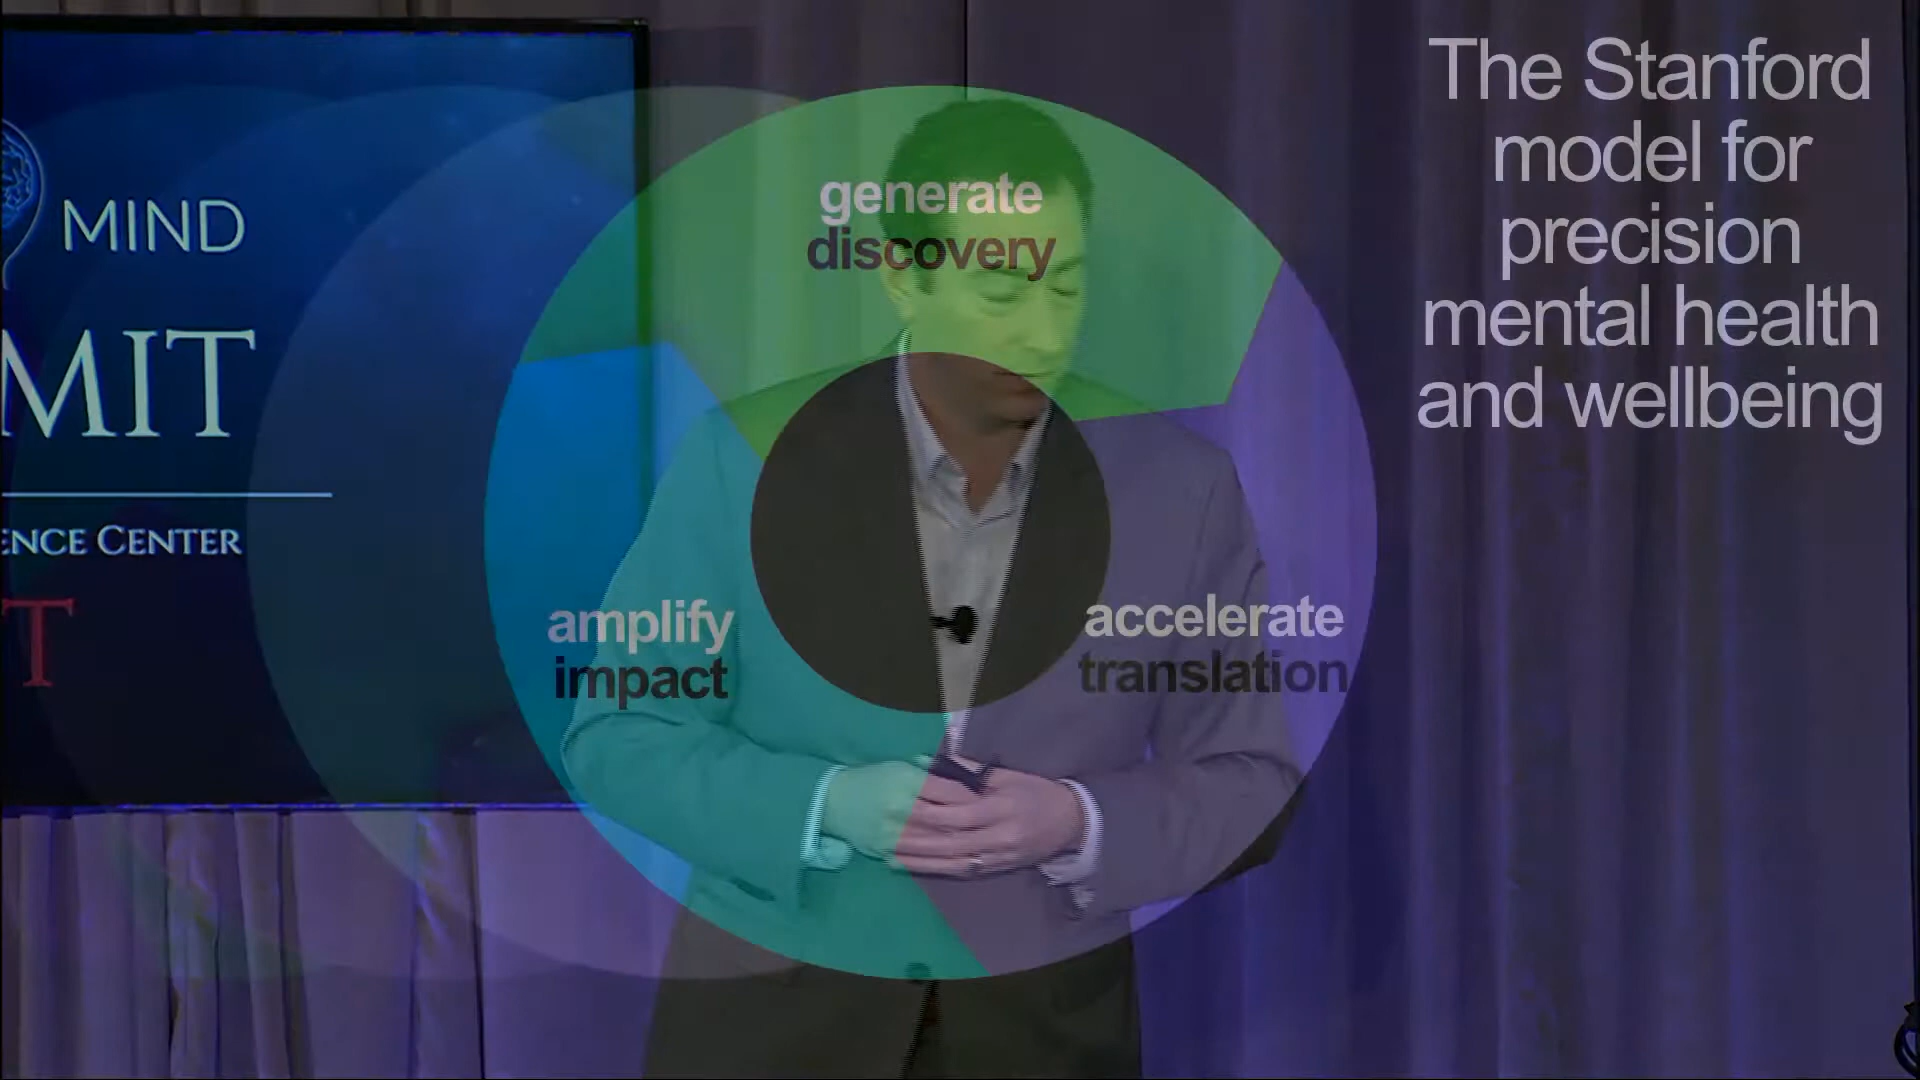 MIND
MIT
ENCE CENTER
T
generate
discovery
amplify
impact
accelerate
translation
The Stanford
model for
precision
mental health
and wellbeing